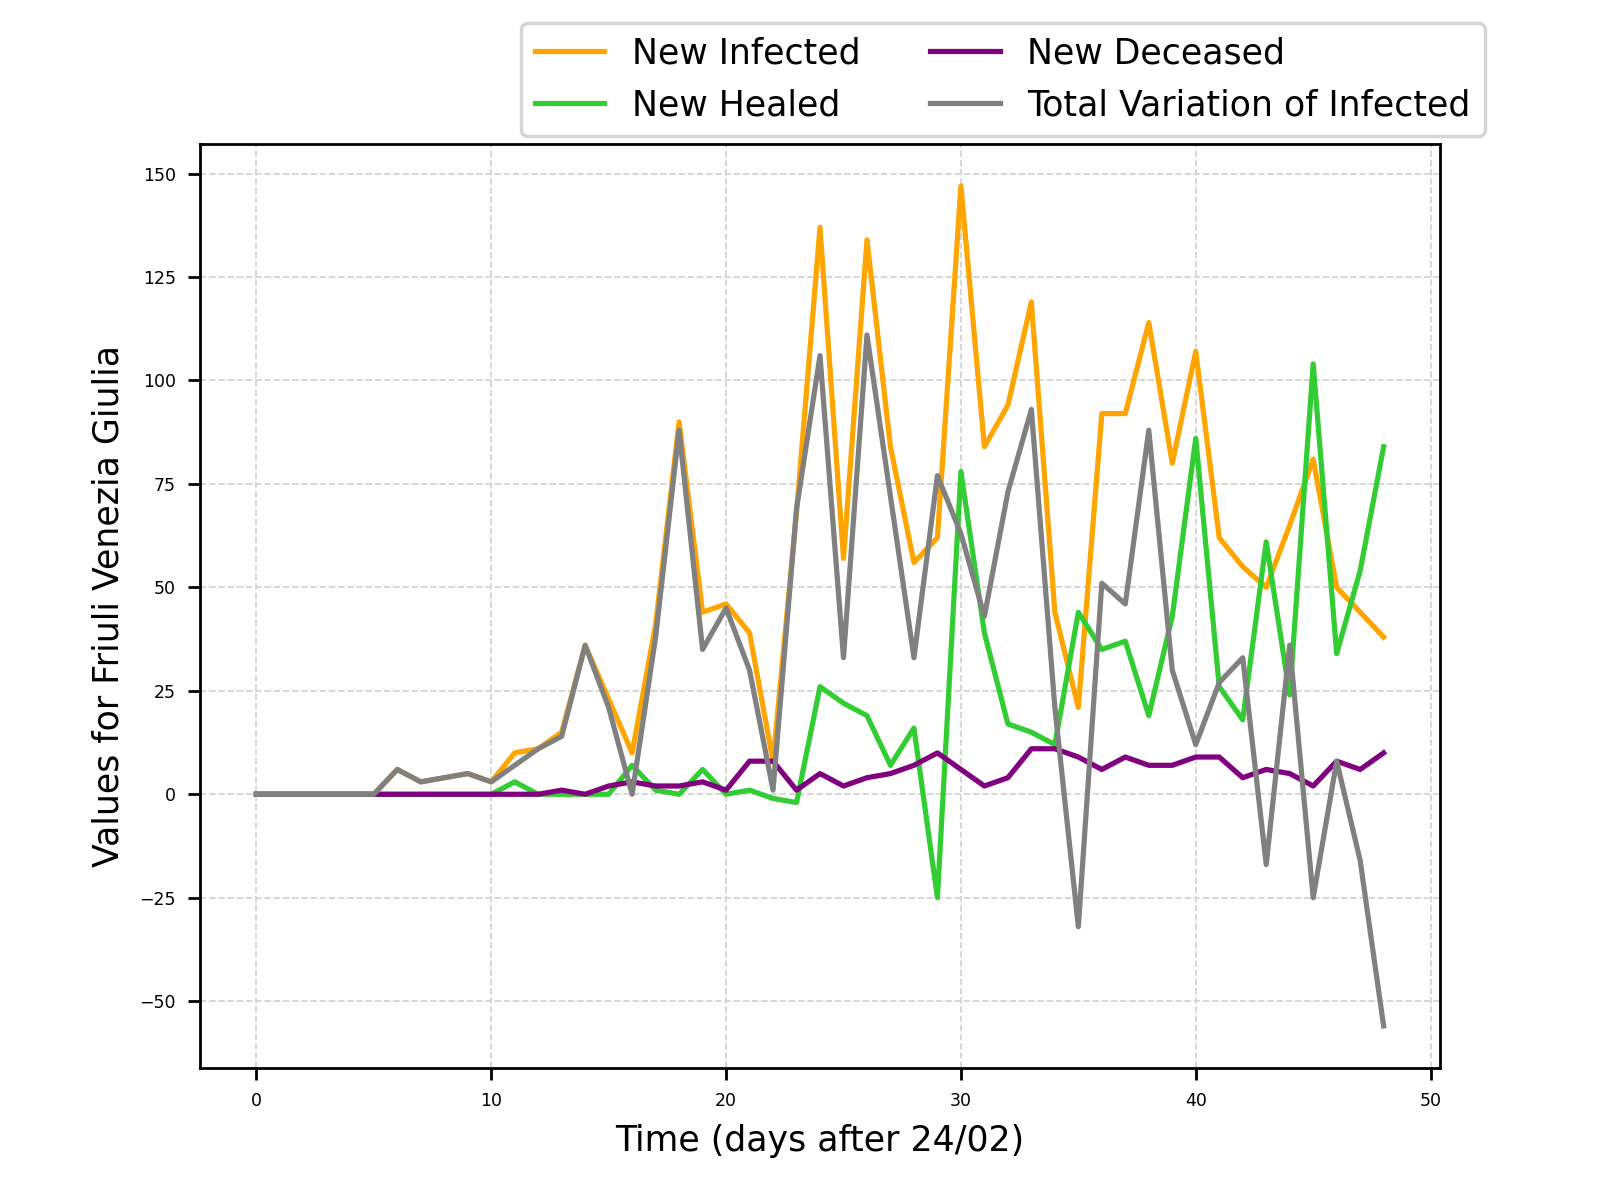 New Infected
New Healed
New Deceased
Total Variation of Infected
Values for Friuli Venezia Giulia
150
125
100
75
50
25
0
−25
−50
0 10 20 30 40 50
Time (days after 24/02)